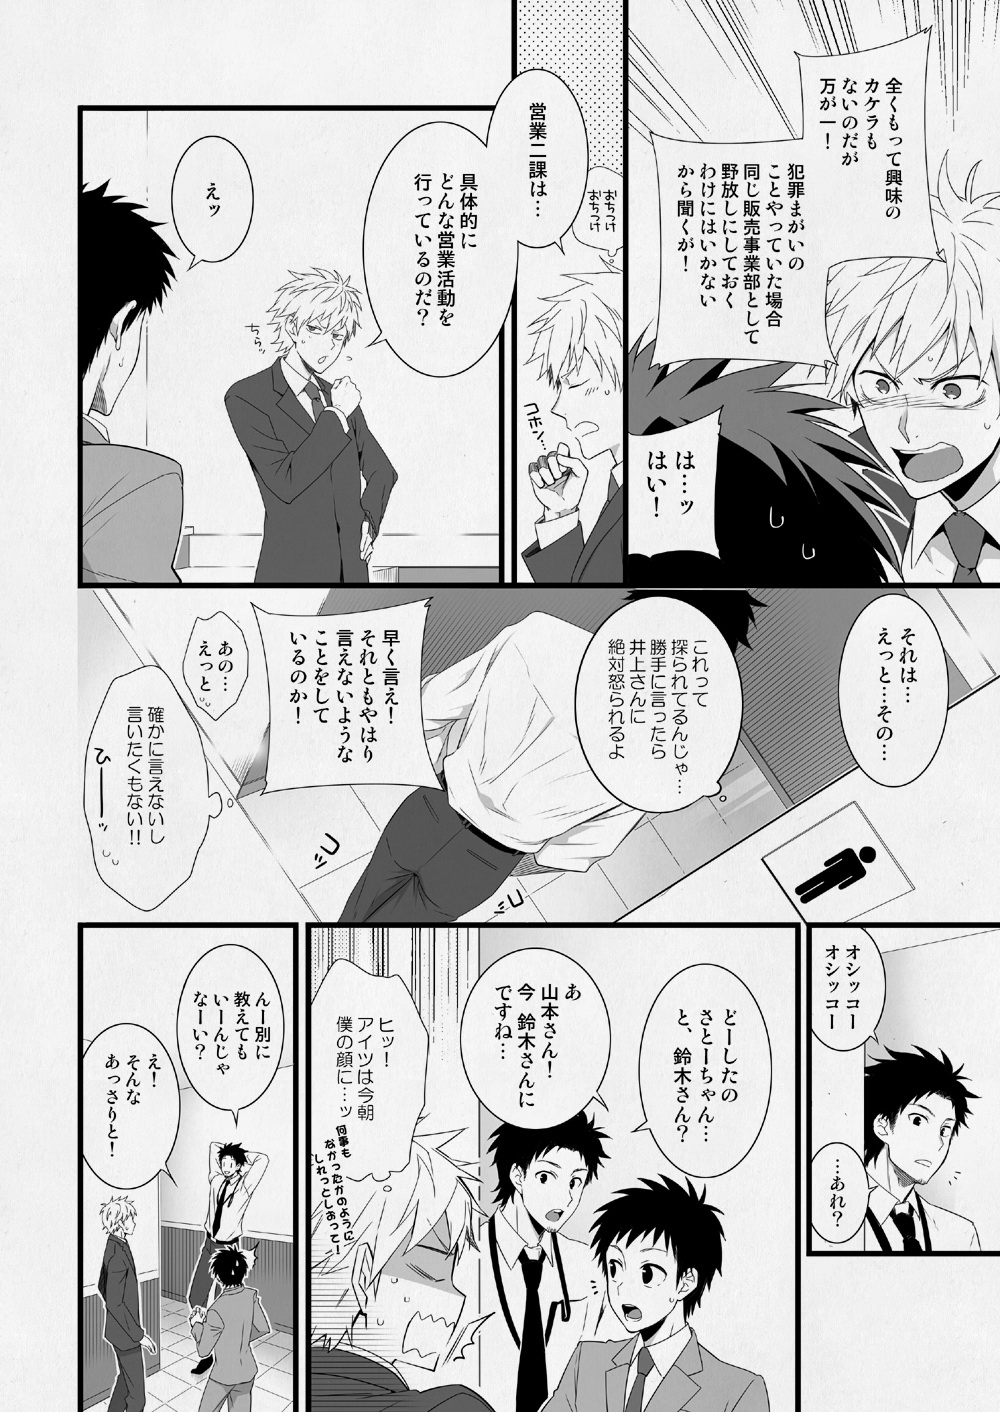 全くもって興味の
カケラも
ないのだが
万が一！
犯罪まがいの
ことやっていた場合
同じ販売事業部として
野放しにしておく
わけにはいかない
から聞くが！
は…ッ
はい！
おちつけ
おちつけ
コホン…
営業二課は…
具体的に
どんな営業活動を
行っているのだ？
ちらッ
えッ
それは…
えっと…その…
これって
探られてるんじゃ…
勝手に言ったら
井上さんに
絶対怒られるよ
早く言え！
それともやはり
言えないような
ことをして
いるのか！
あの…
えっと
確かに言えないし
言いたくもない!!
ひーーッ
オシッコー
オシッコー
…あれ？
どーしたの
さとーちゃん…
と、鈴木さん？
あ
山本さん！
今 鈴木さんに
ですね…
ヒッ！
アイツは今朝
僕の顔に…ッ
何事も
なかったかのように
しれっとしおって！
んー別に
教えても
いーんじゃ
なーい？
え！
そんな
あっさりと！